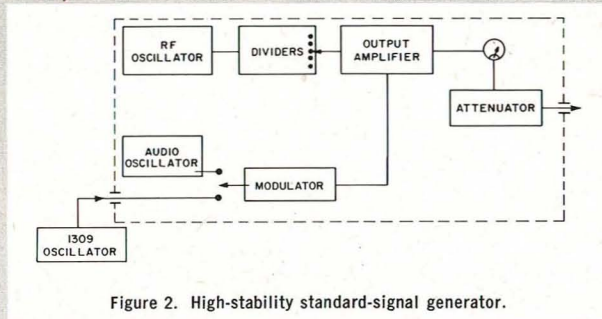 RF
OSCILLATOR
DIVIDERS
OUTPUT
AMPLIFIER
ATTENUATOR
AUDIO
OSCILLATOR
MODULATOR
1309
OSCILLATOR
Figure 2. High-stability standard-signal generator.